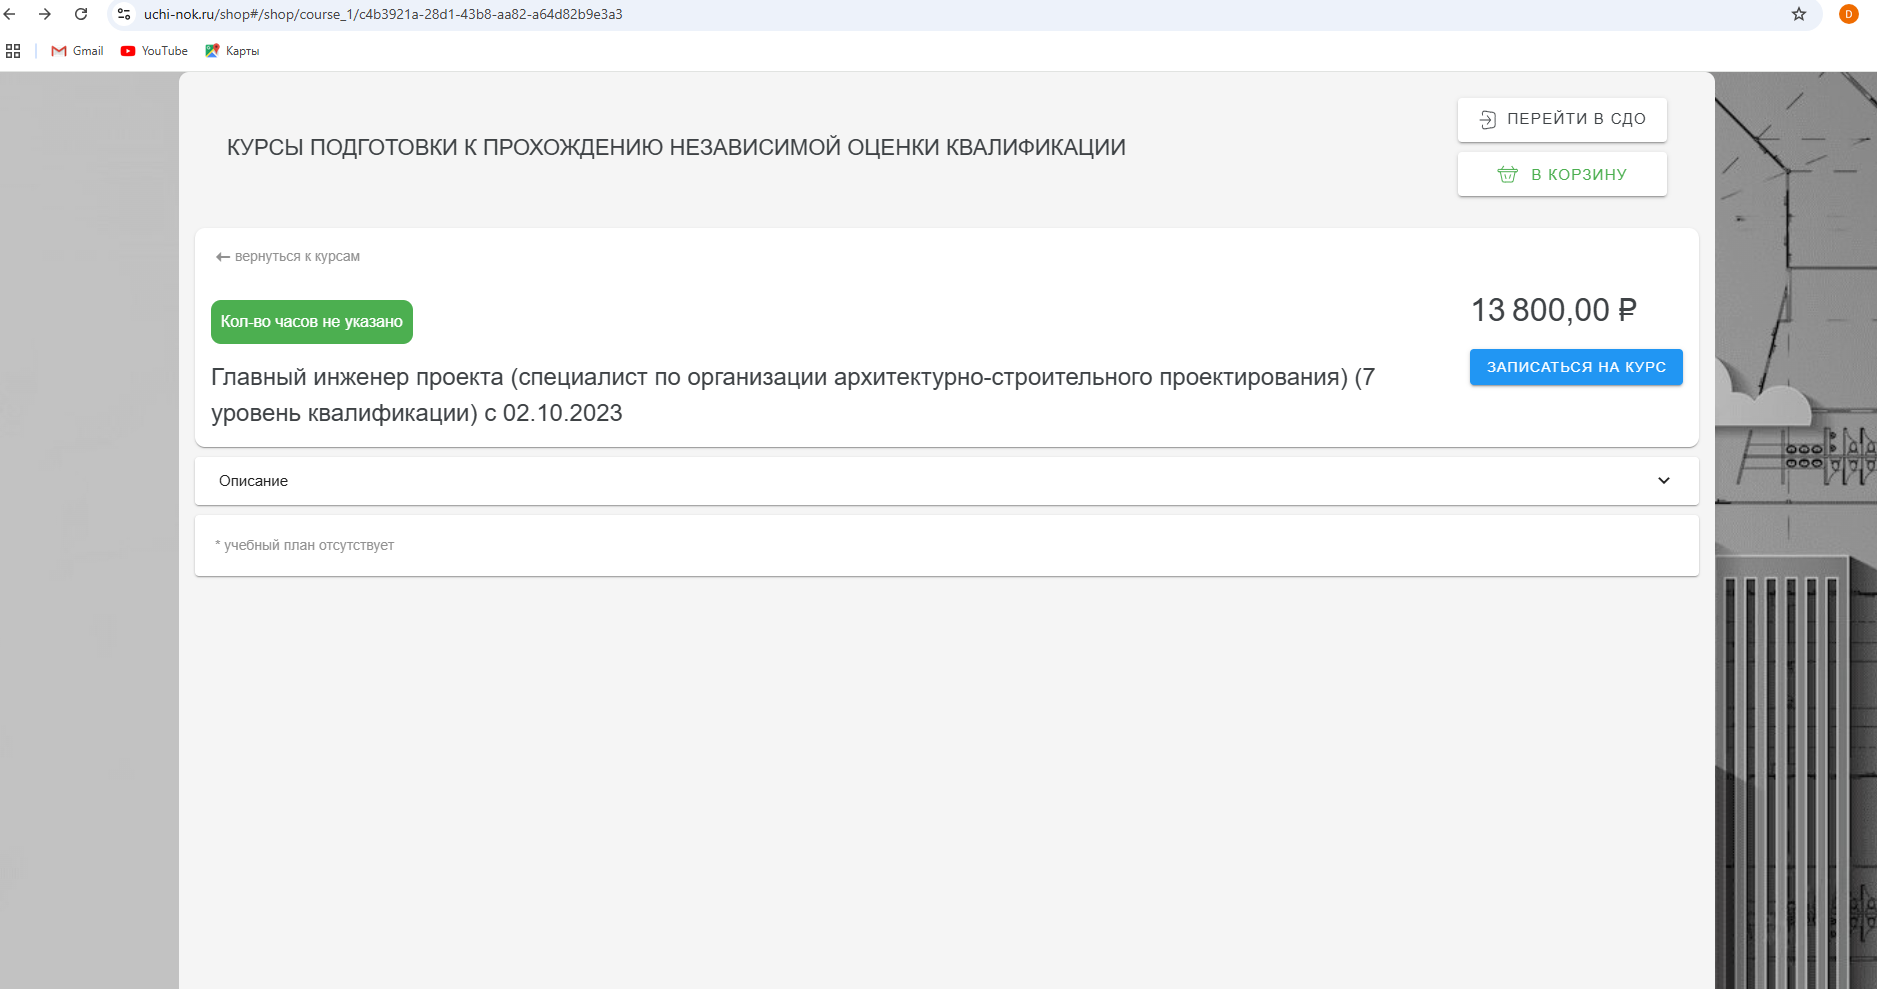 uchi-nok.ru/shop#/shop/course_1/c4b3921a-28d1-43b8-aa82-a64d82b9e3a3
D
Gmail YouTube Карты
ПЕРЕЙТИ В СДО
КУРСЫ ПОДГОТОВКИ К ПРОХОЖДЕНИЮ НЕЗАВИСИМОЙ ОЦЕНКИ КВАЛИФИКАЦИИ
В КОРЗИНУ
вернуться к курсам
Кол-во часов не указано
13 800,00 ₽
ЗАПИСАТЬСЯ НА КУРС
Главный инженер проекта (специалист по организации архитектурно-строительного проектирования) (7
уровень квалификации) с 02.10.2023
Описание
* учебный план отсутствует